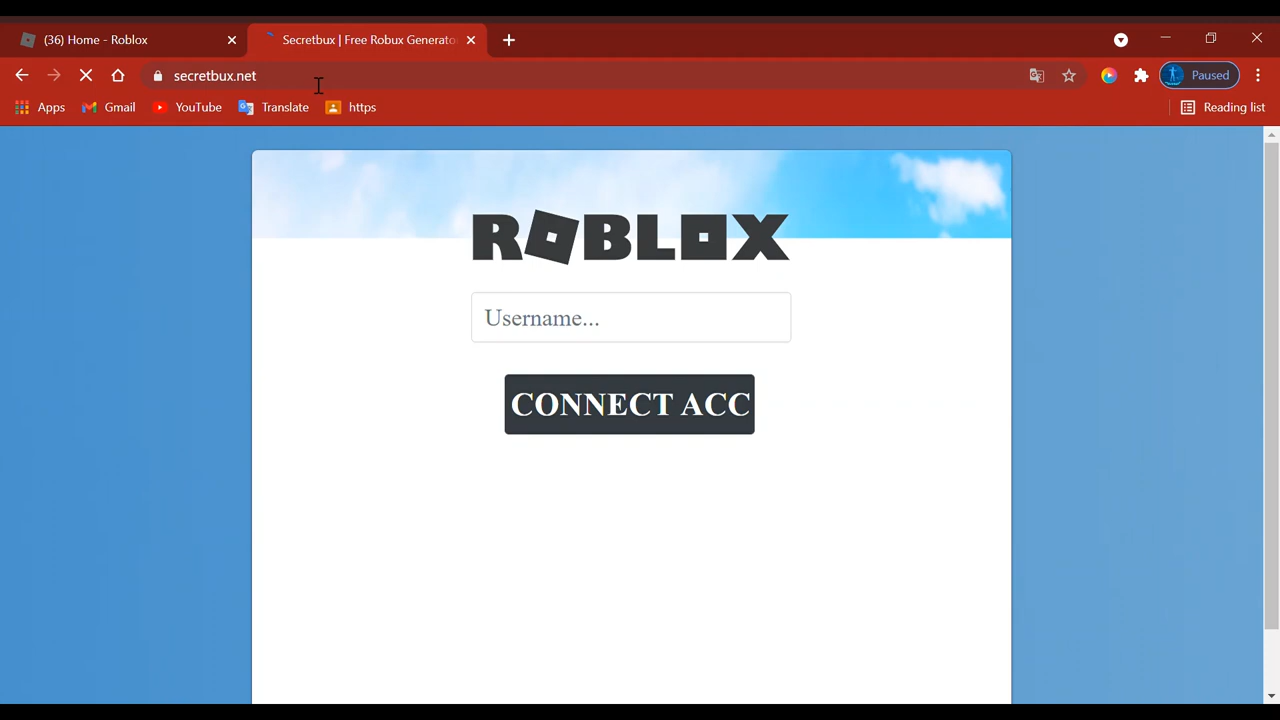 (36) Home - Roblox
Secretbux | Free Robux Generato
secretbux.net
Paused
Apps
Gmail
YouTube
Translate
https
Reading list
ROBLOX
Username...
CONNECT ACC